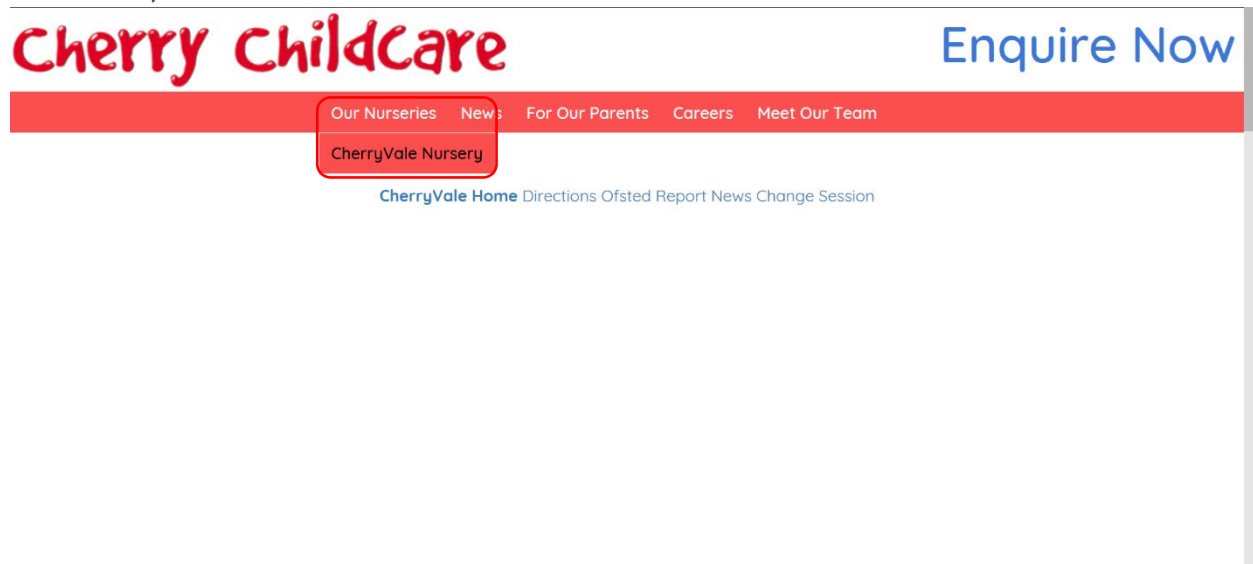 Cherry Childcare
Enquire Now
Our Nurseries News For Our Parents Careers Meet Our Team
CherryVale Nursery
CherryVale Home Directions Ofsted Report News Change Session